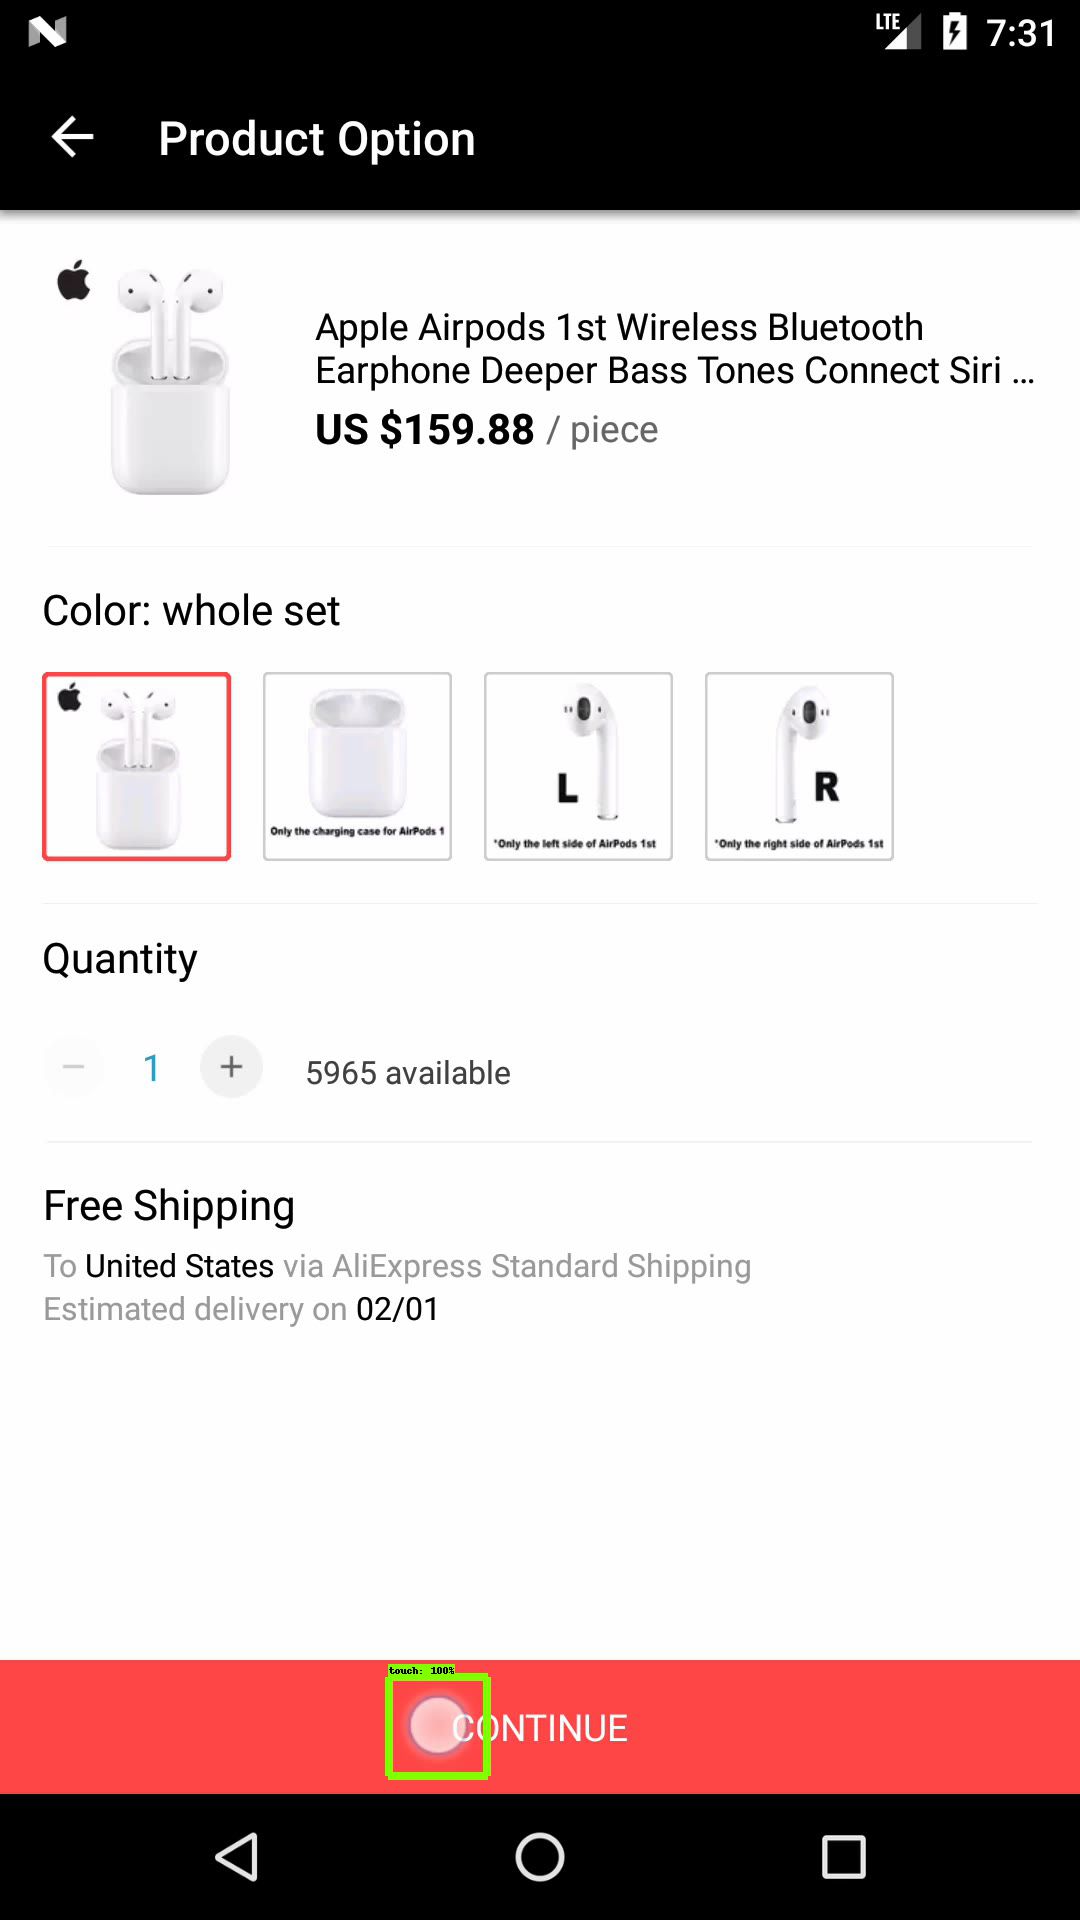 LTE 7:31
Product Option
Apple Airpods 1st Wireless Bluetooth
Earphone Deeper Bass Tones Connect Siri ...
US $159.88 / piece
Color: whole set
Only the charging case for AirPods 1
L
*Only the left side of AirPods 1st
R
*Only the right side of AirPods 1st
Quantity
− 1 + 5965 available
Free Shipping
To United States via AliExpress Standard Shipping
Estimated delivery on 02/01
touch: 100%
CONTINUE